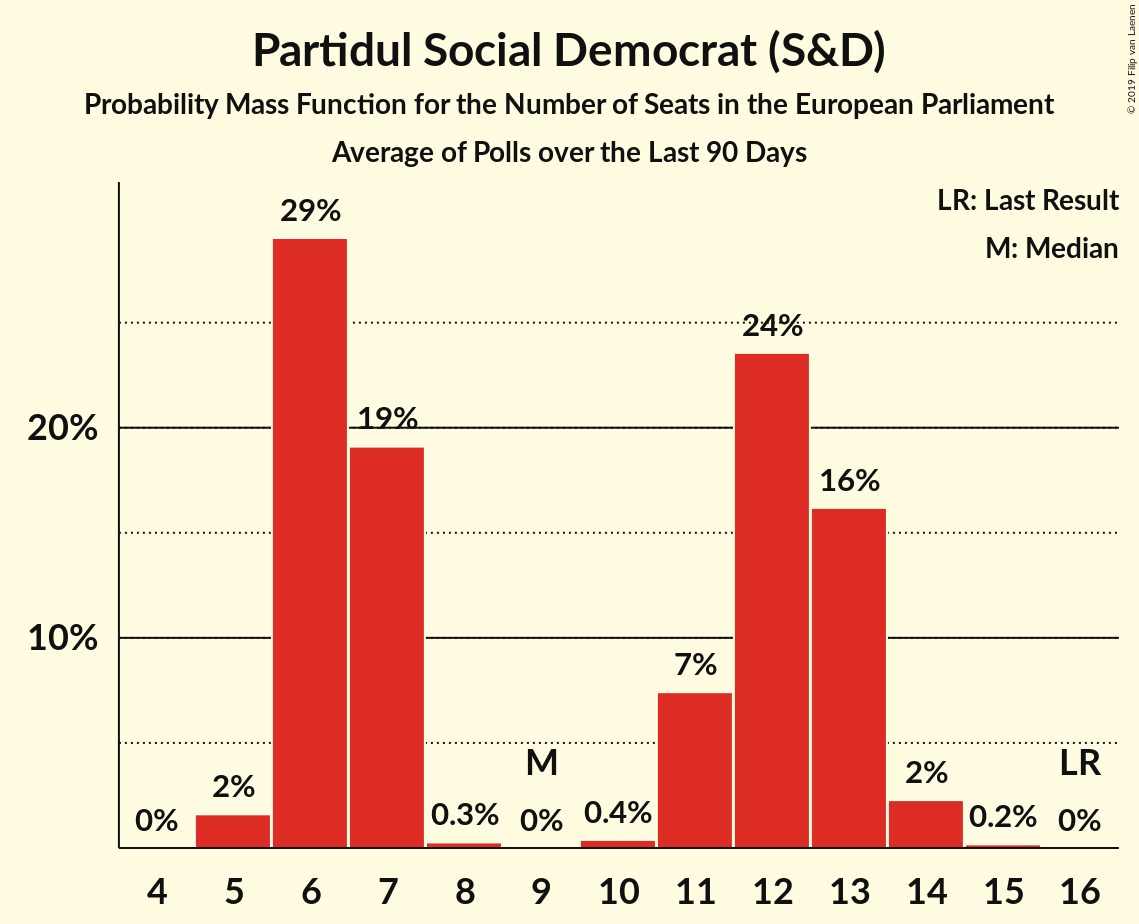 Partidul Social Democrat (S&D)
Probability Mass Function for the Number of Seats in the European Parliament
Average of Polls over the Last 90 Days
© 2019 Filip van Laenen
LR: Last Result
M: Median
29%
24%
20%
19%
16%
10%
7%
M
LR
2%
2%
0%
0.3%
0%
0.4%
0.2%
0%
4 5 6 7 8 9 10 11 12 13 14 15 16